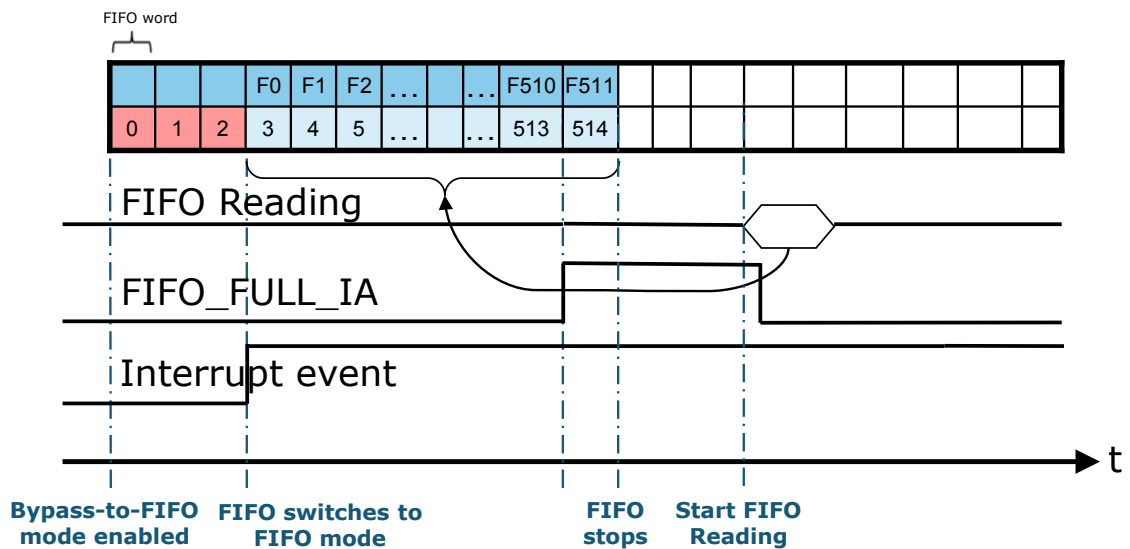 FIFO word
F0 F1 F2 ... ... F510 F511
0 1 2 3 4 5 ... ... 513 514
FIFO Reading
FIFO_FULL_IA
Interrupt event
t
Bypass-to-FIFO
mode enabled
FIFO switches to
FIFO mode
FIFO
stops
Start FIFO
Reading